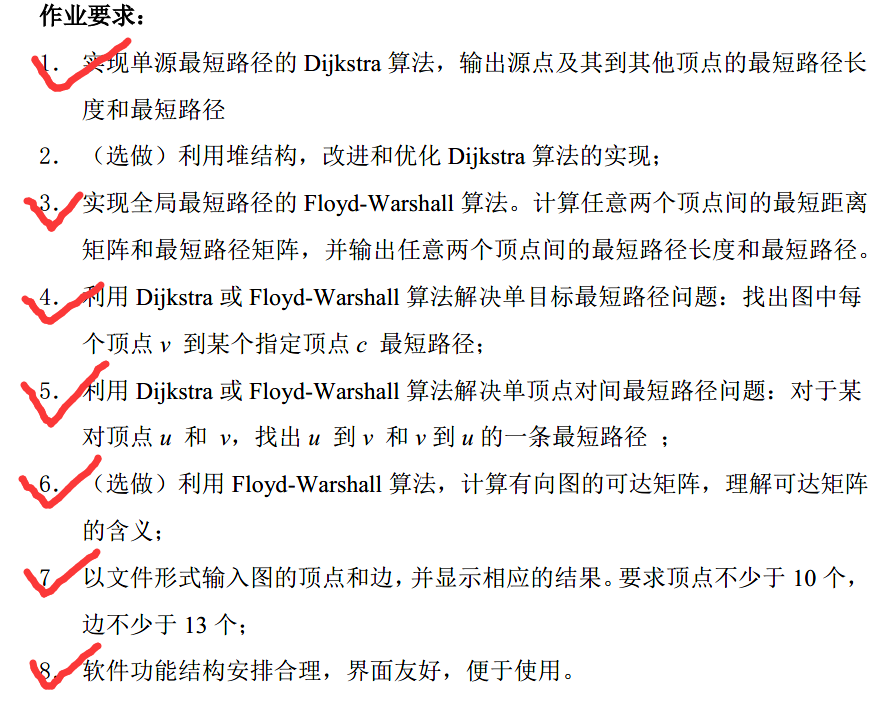 作业要求：
1. 实现单源最短路径的 Dijkstra 算法，输出源点及其到其他顶点的最短路径长
度和最短路径
2. （选做）利用堆结构，改进和优化 Dijkstra 算法的实现；
3. 实现全局最短路径的 Floyd-Warshall 算法。计算任意两个顶点间的最短距离
矩阵和最短路径矩阵，并输出任意两个顶点间的最短路径长度和最短路径。
4. 利用 Dijkstra 或 Floyd-Warshall 算法解决单目标最短路径问题：找出图中每
个顶点 v 到某个指定顶点 c 最短路径；
5. 利用 Dijkstra 或 Floyd-Warshall 算法解决单顶点对间最短路径问题：对于某
对顶点 u 和 v，找出 u 到 v 和 v 到 u 的一条最短路径 ；
6. （选做）利用 Floyd-Warshall 算法，计算有向图的可达矩阵，理解可达矩阵
的含义；
7. 以文件形式输入图的顶点和边，并显示相应的结果。要求顶点不少于 10 个，
边不少于 13 个；
8. 软件功能结构安排合理，界面友好，便于使用。